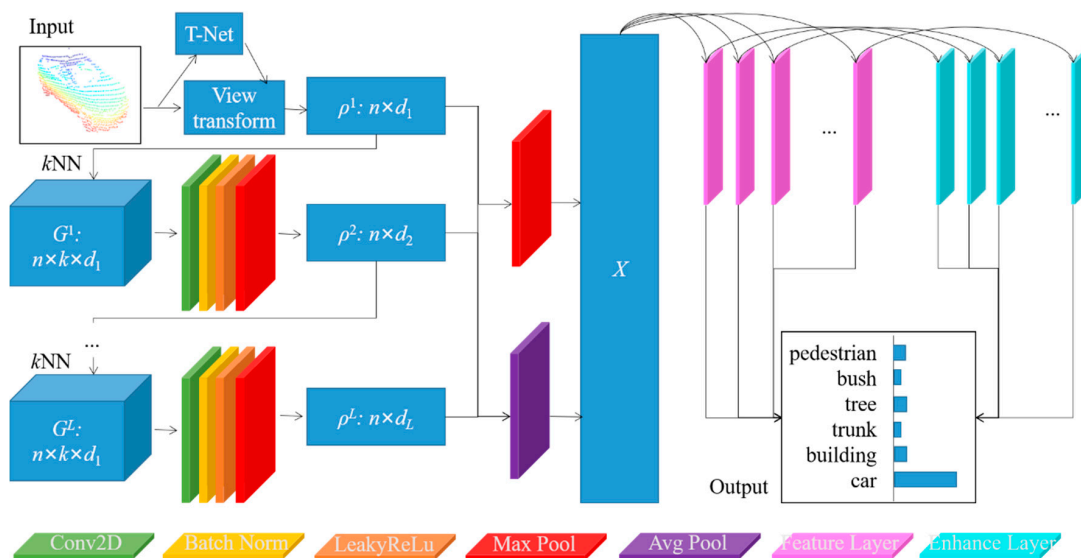 Input
T-Net
View
transform
ρ¹: n×d₁
kNN
G¹:
n×k×d₁
ρ²: n×d₂
...
kNN
Gᴸ:
n×k×d₁
ρᴸ: n×d_L
X
...
...
pedestrian
bush
tree
trunk
building
car
Output
Conv2D
Batch Norm
LeakyReLu
Max Pool
Avg Pool
Feature Layer
Enhance Layer